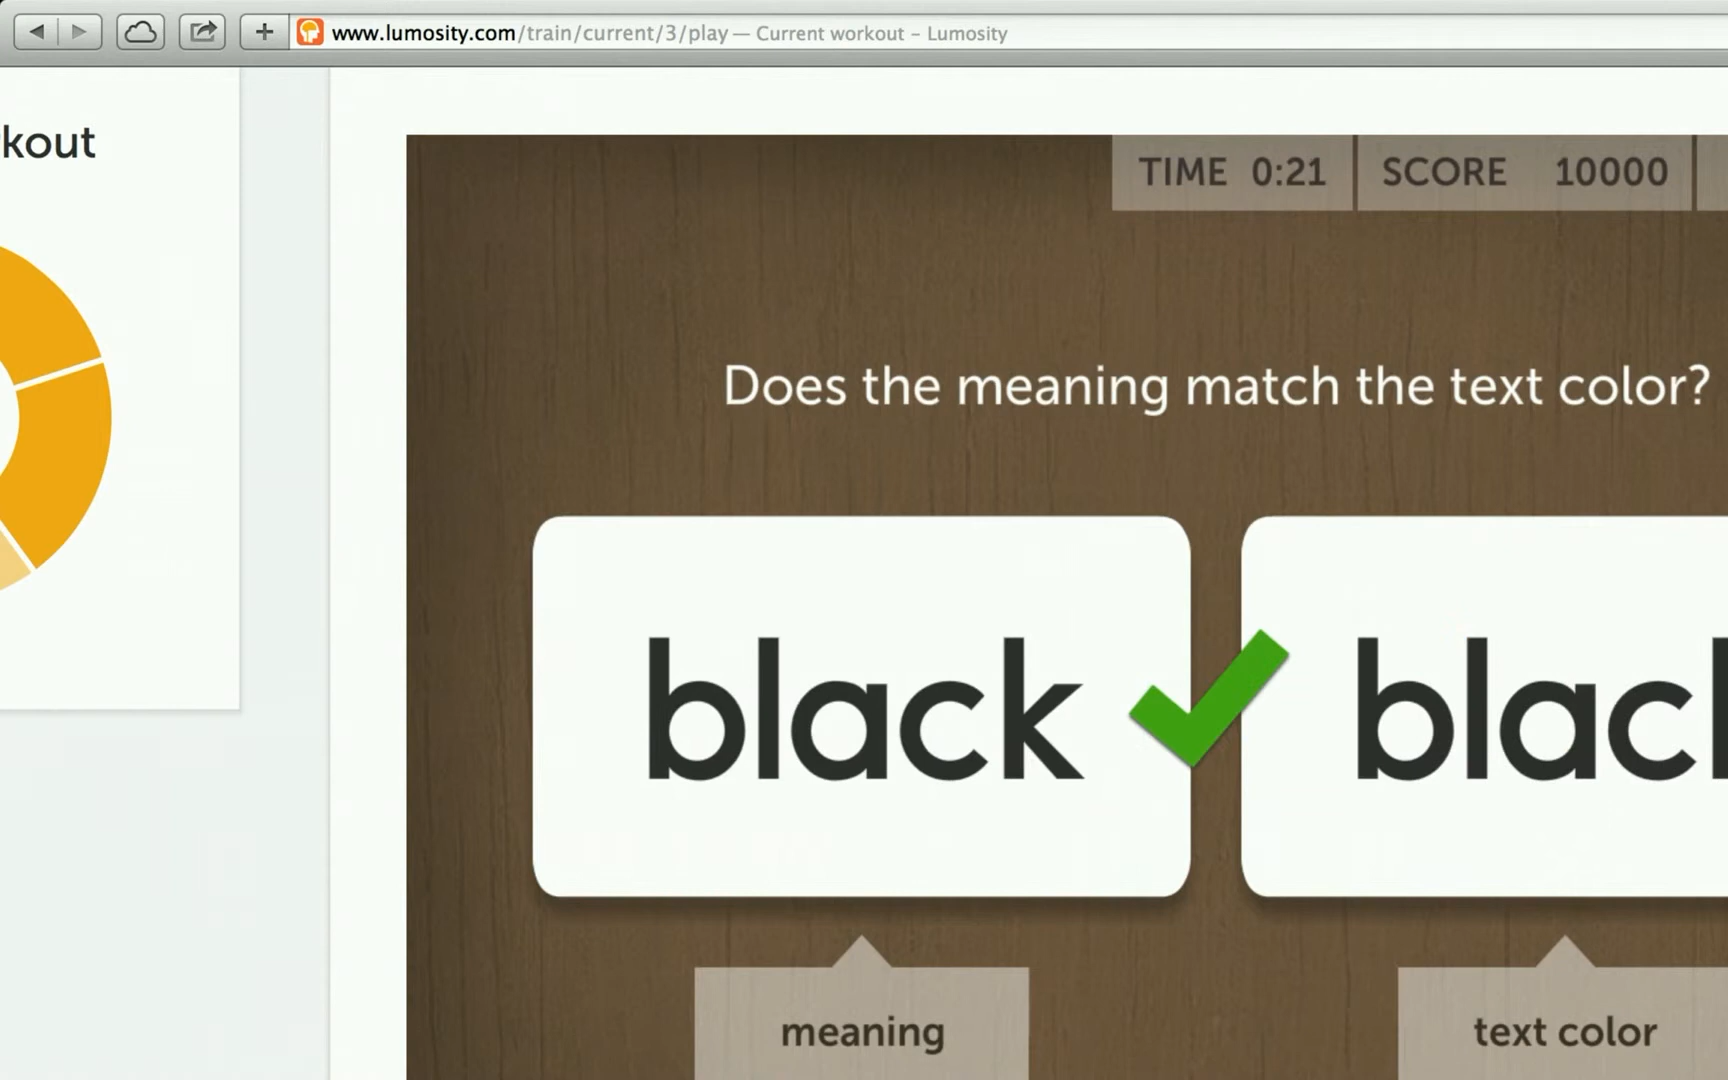 www.lumosity.com/train/current/3/play — Current workout – Lumosity
kout
TIME 0:21 SCORE 10000
Does the meaning match the text color?
black blac
meaning text color